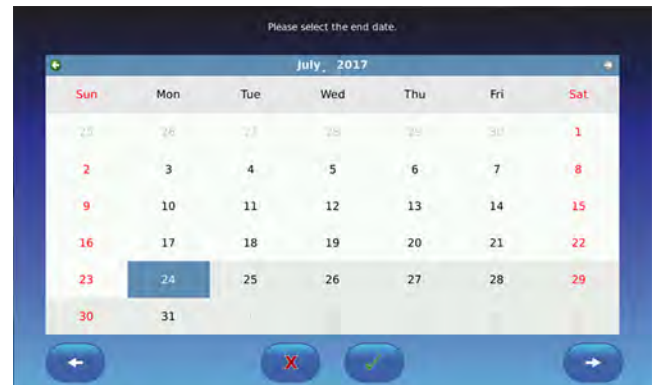 Please select the end date.
July, 2017
Sun Mon Tue Wed Thu Fri Sat
25 26 27 28 29 30 1
2 3 4 5 6 7 8
9 10 11 12 13 14 15
16 17 18 19 20 21 22
23 24 25 26 27 28 29
30 31
X